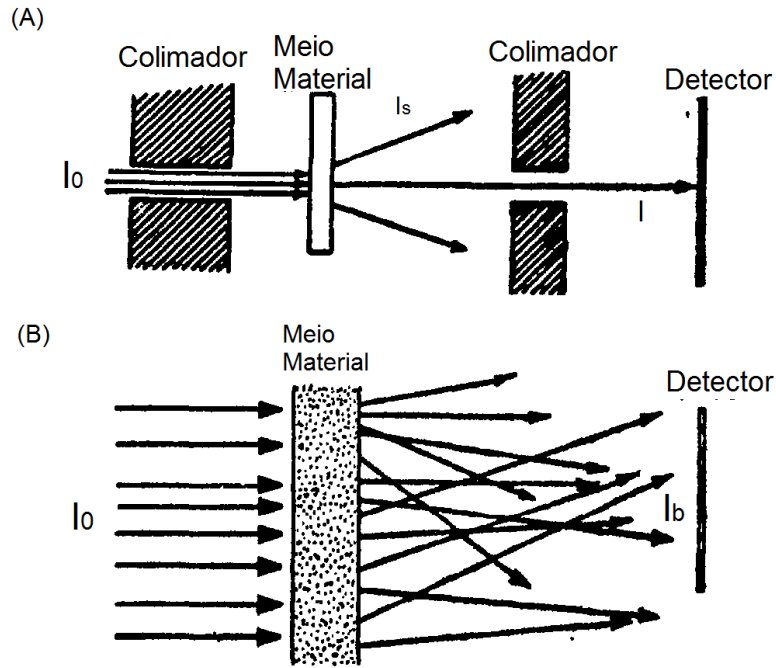 (A)
Colimador
Meio
Material
Colimador
Detector
I0
Is
I
(B)
Meio
Material
Detector
I0
Ib